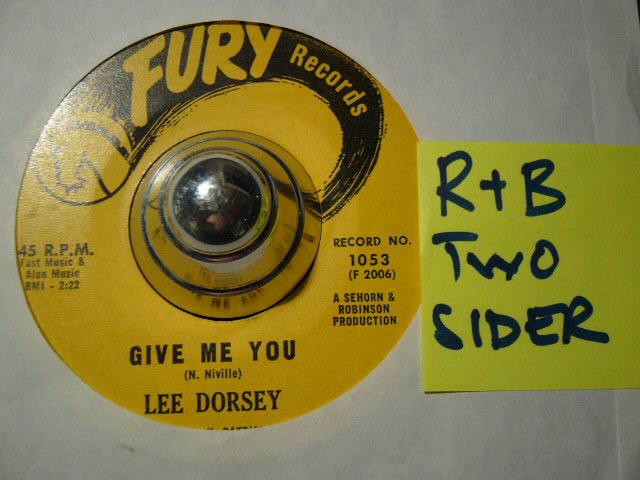 FURY Records
45 R.P.M.
Fast Music &
Alon Music
BMI - 2:22
RECORD NO.
1053
(F 2006)
A SEHORN &
ROBINSON
PRODUCTION
GIVE ME YOU
(N. Niville)
LEE DORSEY
R+B
TWO
SIDER